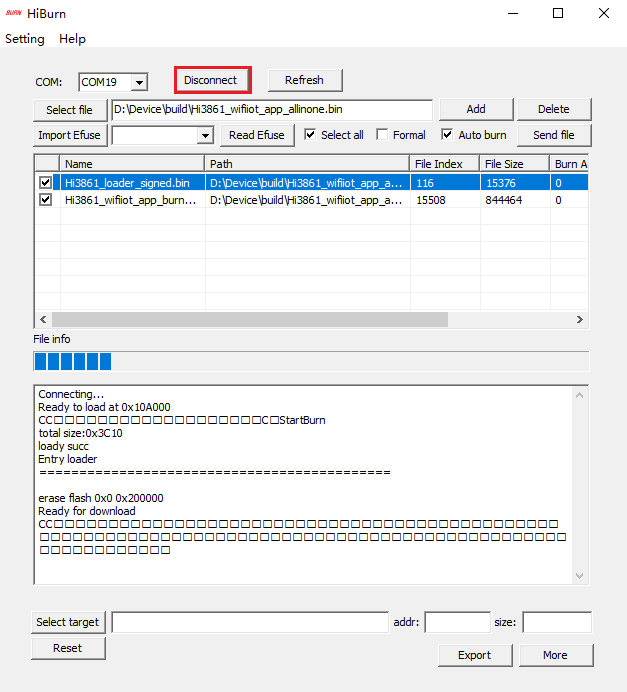 BURN HiBurn
Setting Help
COM: COM19 Disconnect Refresh
Select file D:\Device\build\Hi3861_wifiiot_app_allinone.bin Add Delete
Import Efuse Read Efuse Select all Formal Auto burn Send file
Name Path File Index File Size Burn A
Hi3861_loader_signed.bin D:\Device\build\Hi3861_wifiiot_app_a... 116 15376 0
Hi3861_wifiiot_app_burn... D:\Device\build\Hi3861_wifiiot_app_a... 15508 844464 0
File info
Connecting...
Ready to load at 0x10A000
CC□□□□□□□□□□□□□□□□□□□C□StartBurn
total size:0x3C10
loady succ
Entry loader
============================================
erase flash 0x0 0x200000
Ready for download
CC□□□□□□□□□□□□□□□□□□□□□□□□□□□□□□□□□□□□□□□□□□□□□□
□□□□□□□□□□□□□□□□□□□□□□□□□□□□□□□□□□□□□□□□□□□□□□□□
□□□□□□□□□□□□
Select target addr: size:
Reset
Export More